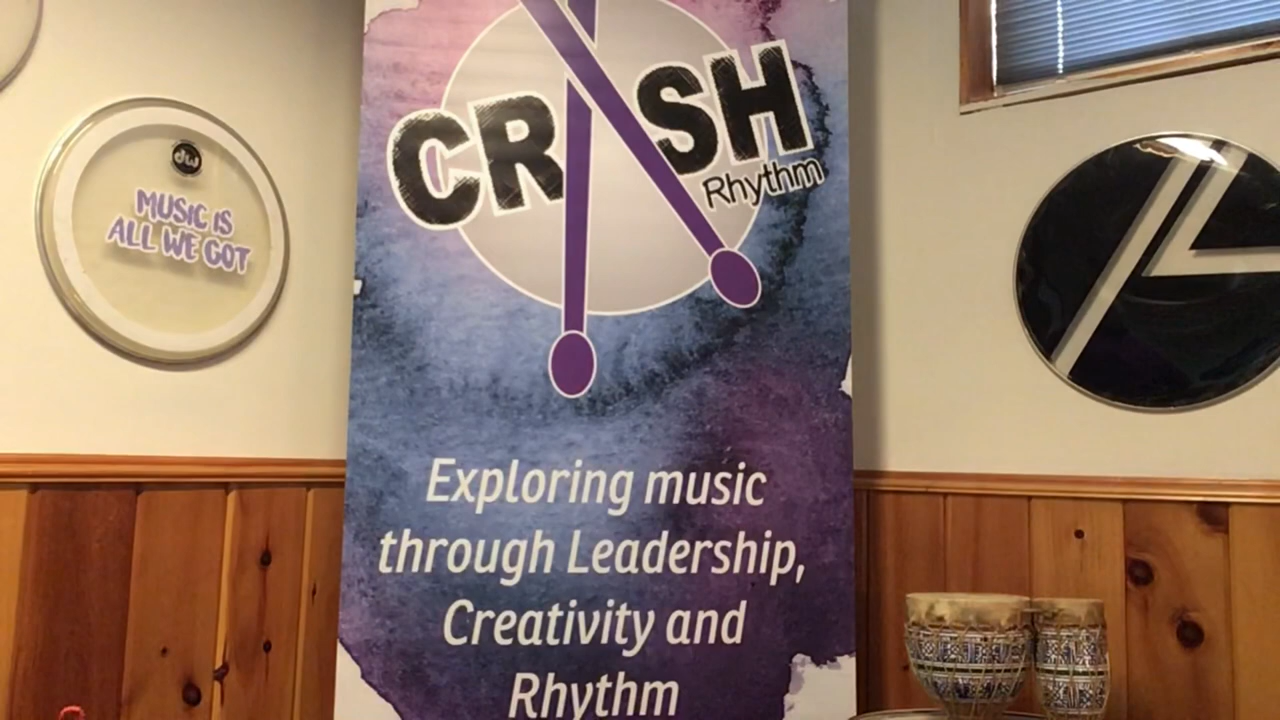 dw
MUSIC IS
ALL WE GOT
CRASH
Rhythm
Exploring music
through Leadership,
Creativity and
Rhythm